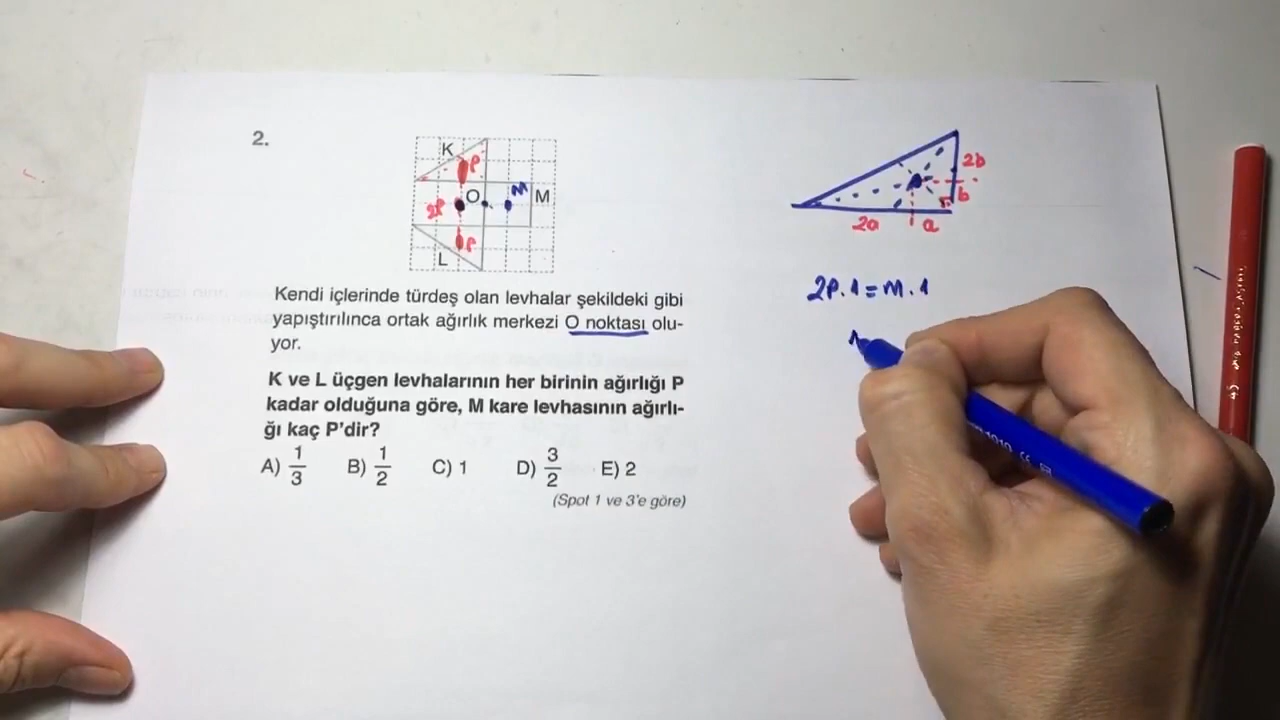 2.
K
P
O
M
M
2P
P
L
2b
b
2a
a
2P.1=M.1
Kendi içlerinde türdeş olan levhalar şekildeki gibi
yapıştırılınca ortak ağırlık merkezi O noktası olu-
yor.
K ve L üçgen levhalarının her birinin ağırlığı P
kadar olduğuna göre, M kare levhasının ağırlı-
ğı kaç P'dir?
A) 1/3 B) 1/2 C) 1 D) 3/2 E) 2
(Spot 1 ve 3'e göre)